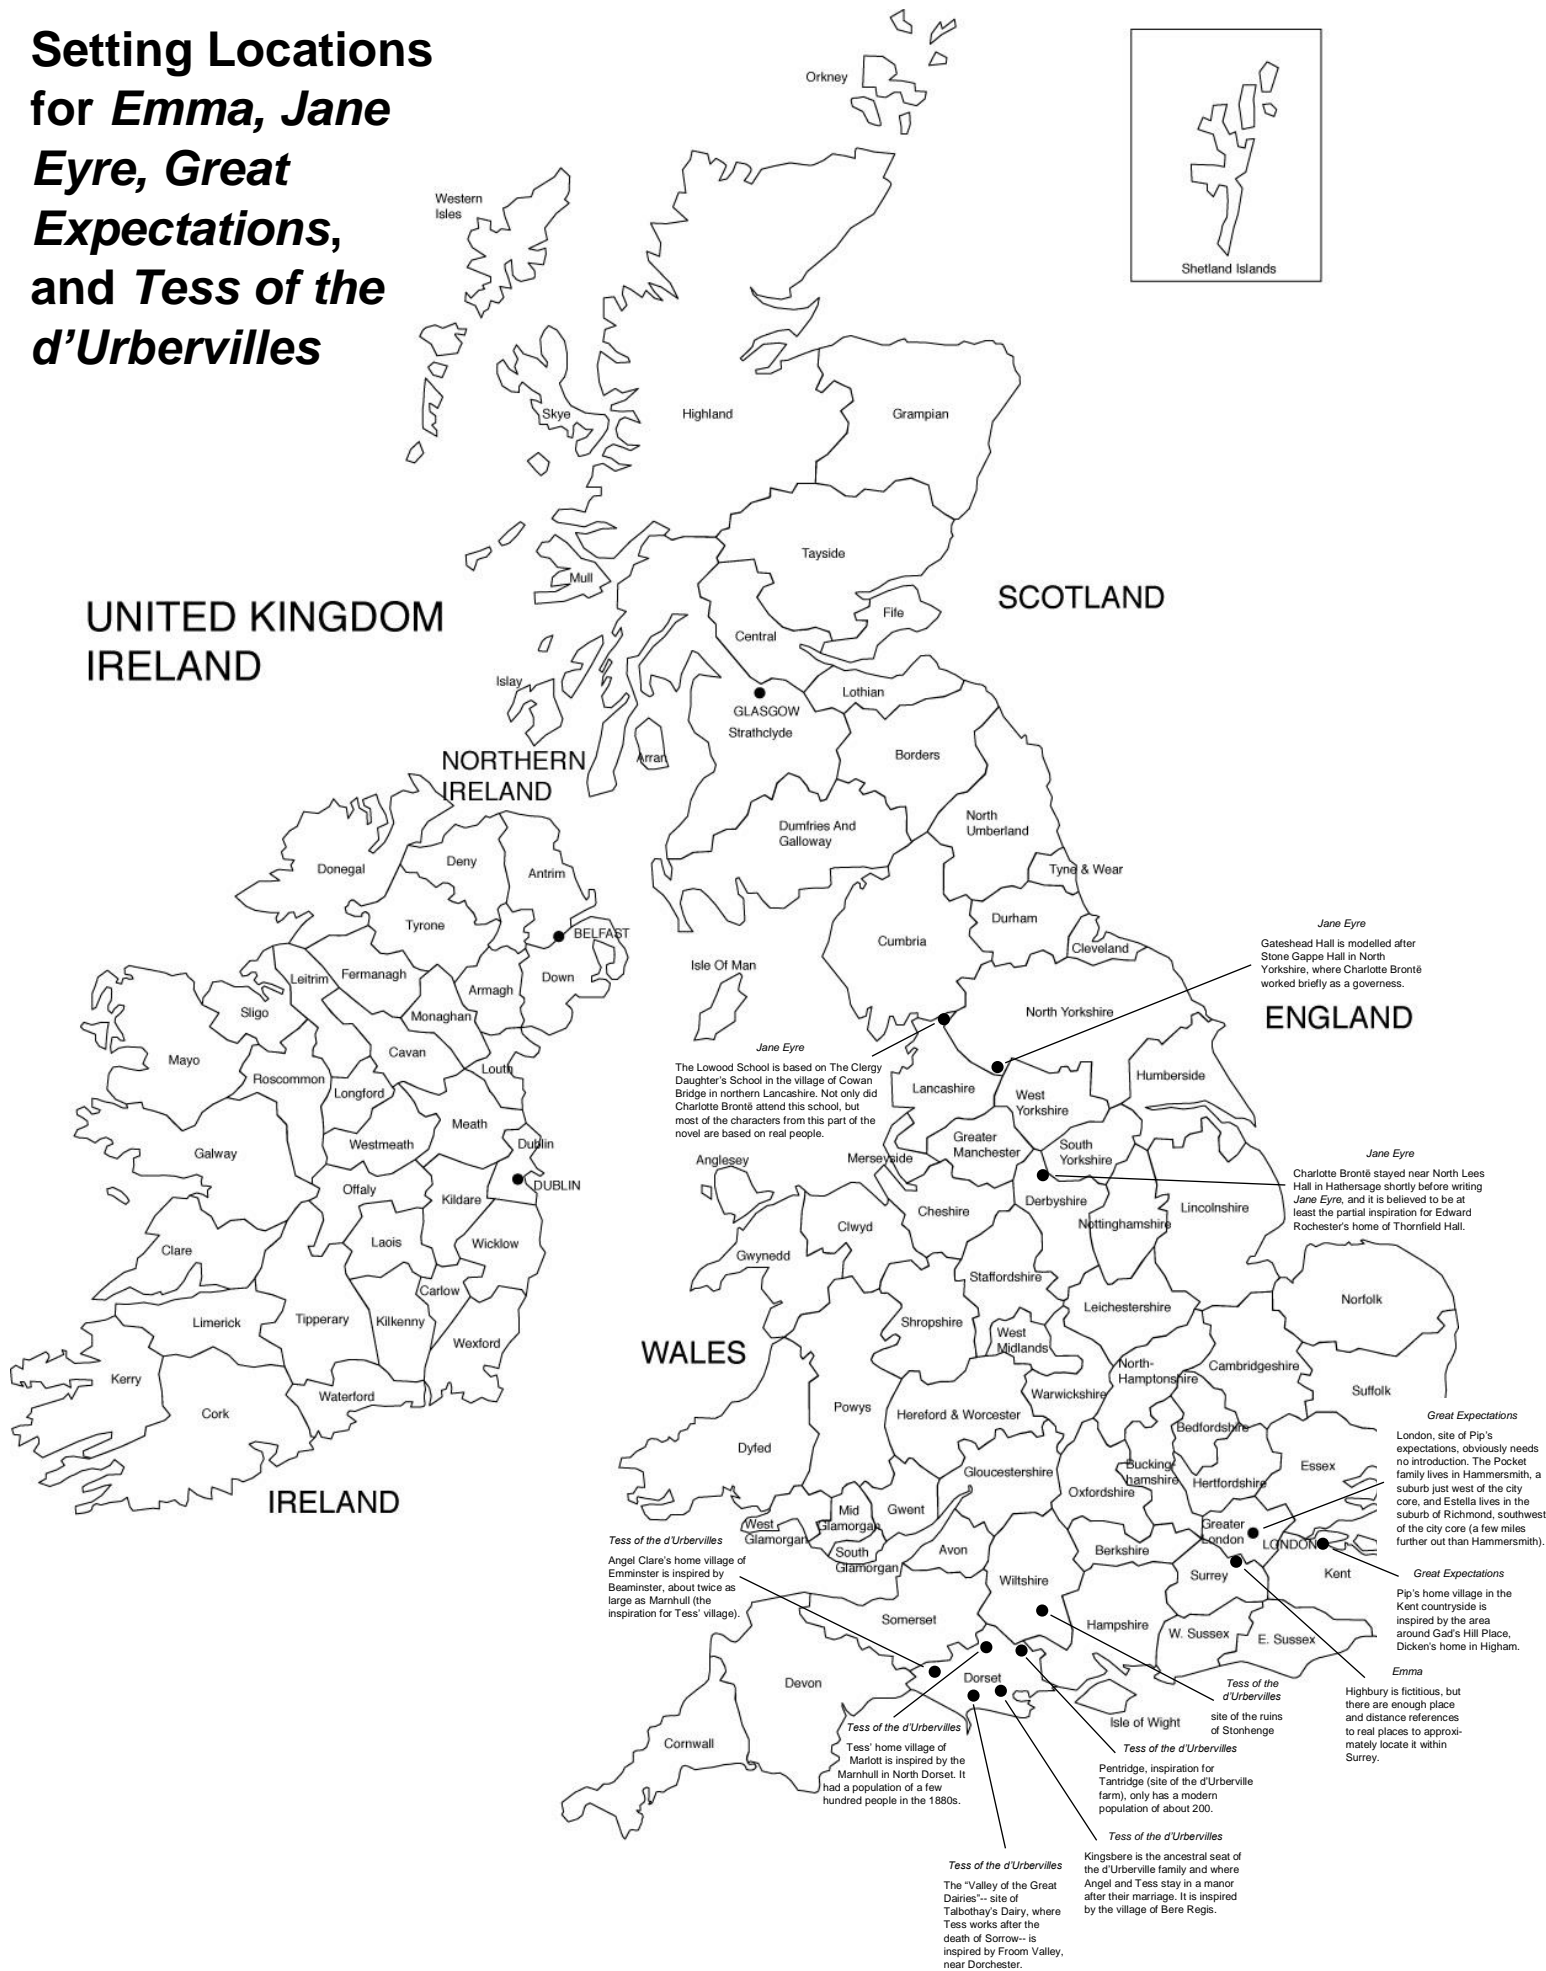 Setting Locations
for Emma, Jane
Eyre, Great
Expectations,
and Tess of the
d’Urbervilles
Orkney
Western
Isles
Shetland Islands
Skye
Highland
Grampian
Tayside
Mull
UNITED KINGDOM
IRELAND
SCOTLAND
Fife
Central
Islay
Lothian
GLASGOW
Strathclyde
Arran
NORTHERN
IRELAND
Borders
Dumfries And
Galloway
North
Umberland
Tyne & Wear
Donegal
Deny
Antrim
Tyrone
BELFAST
Durham
Cumbria
Cleveland
Isle Of Man
Leitrim
Fermanagh
Down
Armagh
Sligo
Monaghan
North Yorkshire
Jane Eyre
Gateshead Hall is modelled after
Stone Gappe Hall in North
Yorkshire, where Charlotte Brontë
worked briefly as a governess.
ENGLAND
Mayo
Cavan
Roscommon
Louth
Longford
Jane Eyre
The Lowood School is based on The Clergy
Daughter’s School in the village of Cowan
Bridge in northern Lancashire. Not only did
Charlotte Brontë attend this school, but
most of the characters from this part of the
novel are based on real people.
Lancashire
West
Yorkshire
Humberside
Meath
Galway
Westmeath
Dublin
DUBLIN
Offaly
Kildare
Anglesey
Merseyside
Greater
Manchester
South
Yorkshire
Jane Eyre
Charlotte Brontë stayed near North Lees
Hall in Hathersage shortly before writing
Jane Eyre, and it is believed to be at
least the partial inspiration for Edward
Rochester’s home of Thornfield Hall.
Derbyshire
Cheshire
Clwyd
Nottinghamshire
Lincolnshire
Gwynedd
Clare
Laois
Wicklow
Carlow
Limerick
Tipperary
Kilkenny
Wexford
Staffordshire
Leichestershire
Norfolk
Shropshire
West
Midlands
WALES
Kerry
Waterford
Cork
North-
Hamptonshire
Cambridgeshire
Suffolk
Warwickshire
Powys
Hereford & Worcester
Bedfordshire
Dyfed
Gloucestershire
Bucking-
hamshire
Hertfordshire
Essex
Oxfordshire
Great Expectations
London, site of Pip’s
expectations, obviously needs
no introduction. The Pocket
family lives in Hammersmith, a
suburb just west of the city
core, and Estella lives in the
suburb of Richmond, southwest
of the city core (a few miles
further out than Hammersmith).
IRELAND
Mid
Glamorgan
Gwent
West
Glamorgan
South
Glamorgan
Avon
Berkshire
Greater
London
LONDON
Kent
Surrey
Wiltshire
Great Expectations
Pip’s home village in the
Kent countryside is
inspired by the area
around Gad’s Hill Place,
Dicken’s home in Higham.
Tess of the d’Urbervilles
Angel Clare’s home village of
Emminster is inspired by
Beaminster, about twice as
large as Marnhull (the
inspiration for Tess’ village).
Somerset
Hampshire
W. Sussex
E. Sussex
Devon
Dorset
Isle of Wight
Cornwall
Emma
Highbury is fictitious, but
there are enough place
and distance references
to real places to approxi-
mately locate it within
Surrey.
Tess of the
d’Urbervilles
site of the ruins
of Stonhenge
Tess of the d’Urbervilles
Tess’ home village of
Marlott is inspired by the
Marnhull in North Dorset. It
had a population of a few
hundred people in the 1880s.
Tess of the d’Urbervilles
Pentridge, inspiration for
Tantridge (site of the d’Urberville
farm), only has a modern
population of about 200.
Tess of the d’Urbervilles
Kingsbere is the ancestral seat of
the d’Urberville family and where
Angel and Tess stay in a manor
after their marriage. It is inspired
by the village of Bere Regis.
Tess of the d’Urbervilles
The “Valley of the Great
Dairies”-- site of
Talbothay’s Dairy, where
Tess works after the
death of Sorrow-- is
inspired by Froom Valley,
near Dorchester.